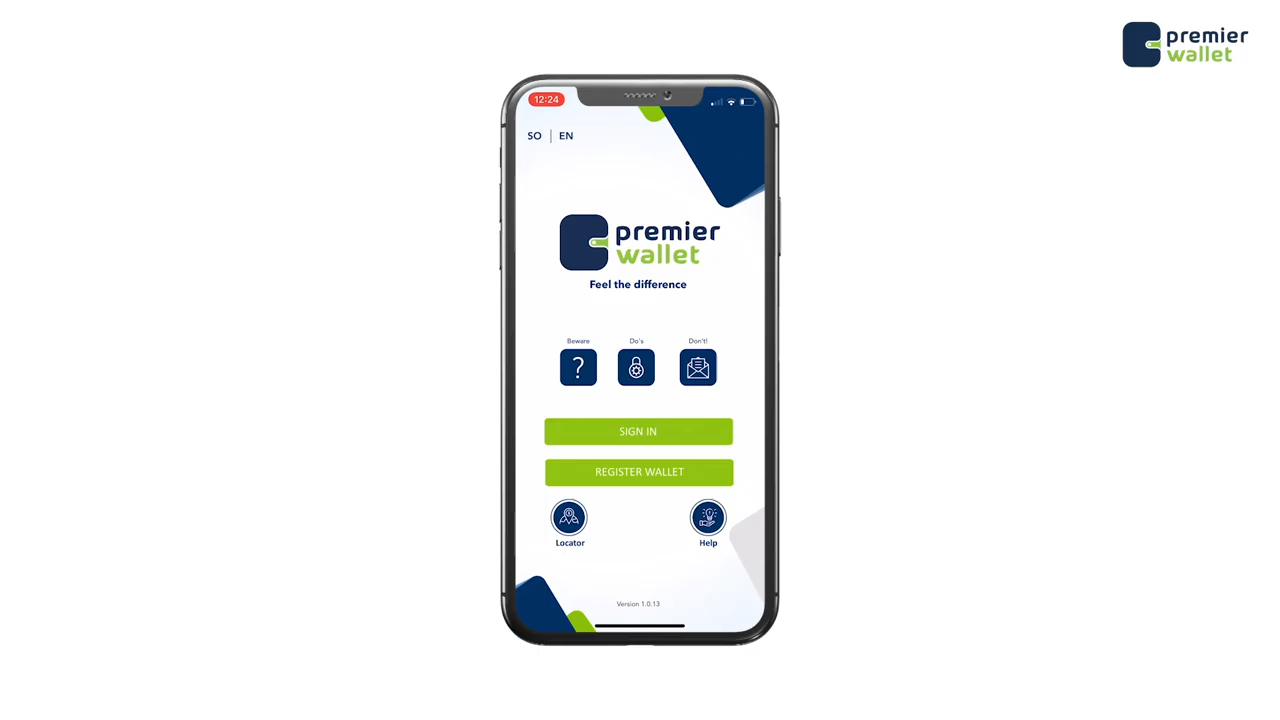 premier
wallet
12:24
SO | EN
premier
wallet
Feel the difference
Beware
Do's
Don't!
SIGN IN
REGISTER WALLET
Locator
Help
Version 1.0.13